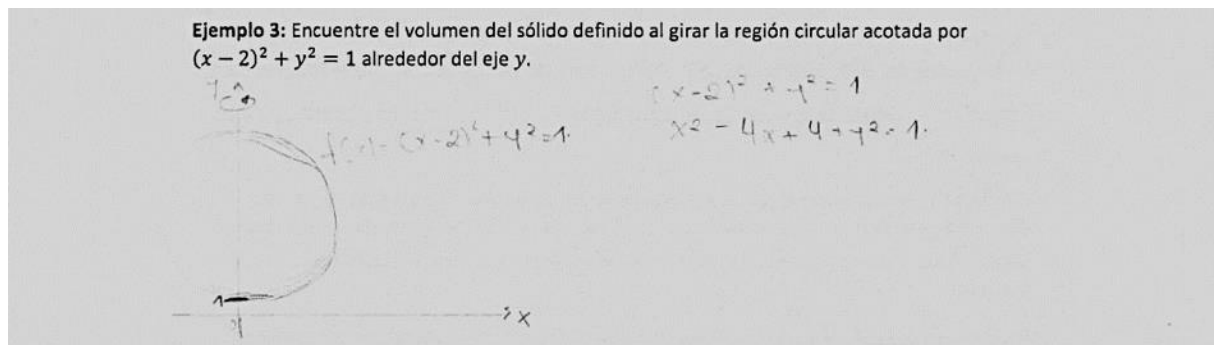 Ejemplo 3: Encuentre el volumen del sólido definido al girar la región circular acotada por
(x − 2)² + y² = 1 alrededor del eje y.
(x-2)² + y² = 1
x² - 4x + 4 + y² = 1.
f(x)= (x-2)² + y² = 1.
1
x